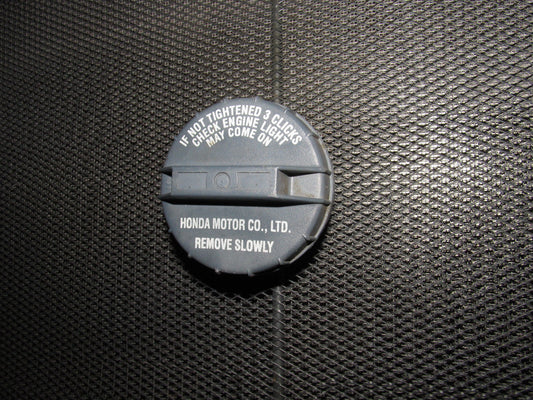 IF NOT TIGHTENED 3 CLICKS
CHECK ENGINE LIGHT
MAY COME ON
HONDA MOTOR CO., LTD.
REMOVE SLOWLY